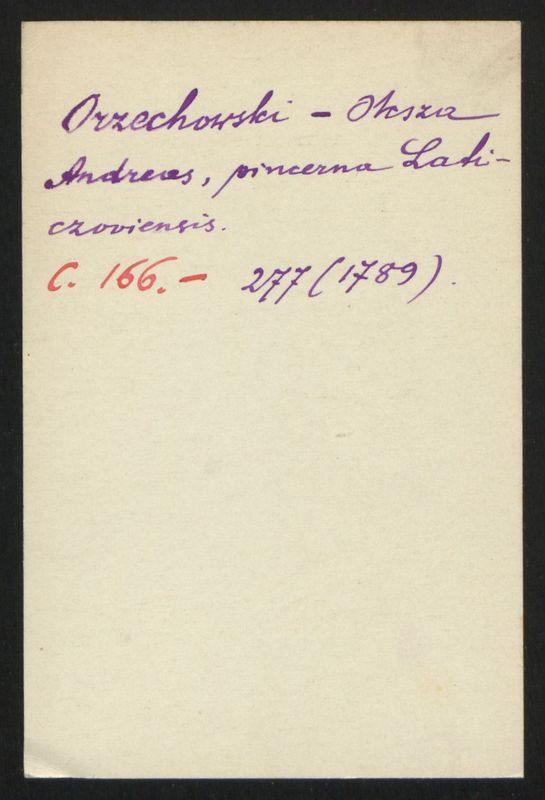 Orzechowski – Oksza
Andreas, pincerna Lati-
czoviensis.
C. 166. – 277 (1789).